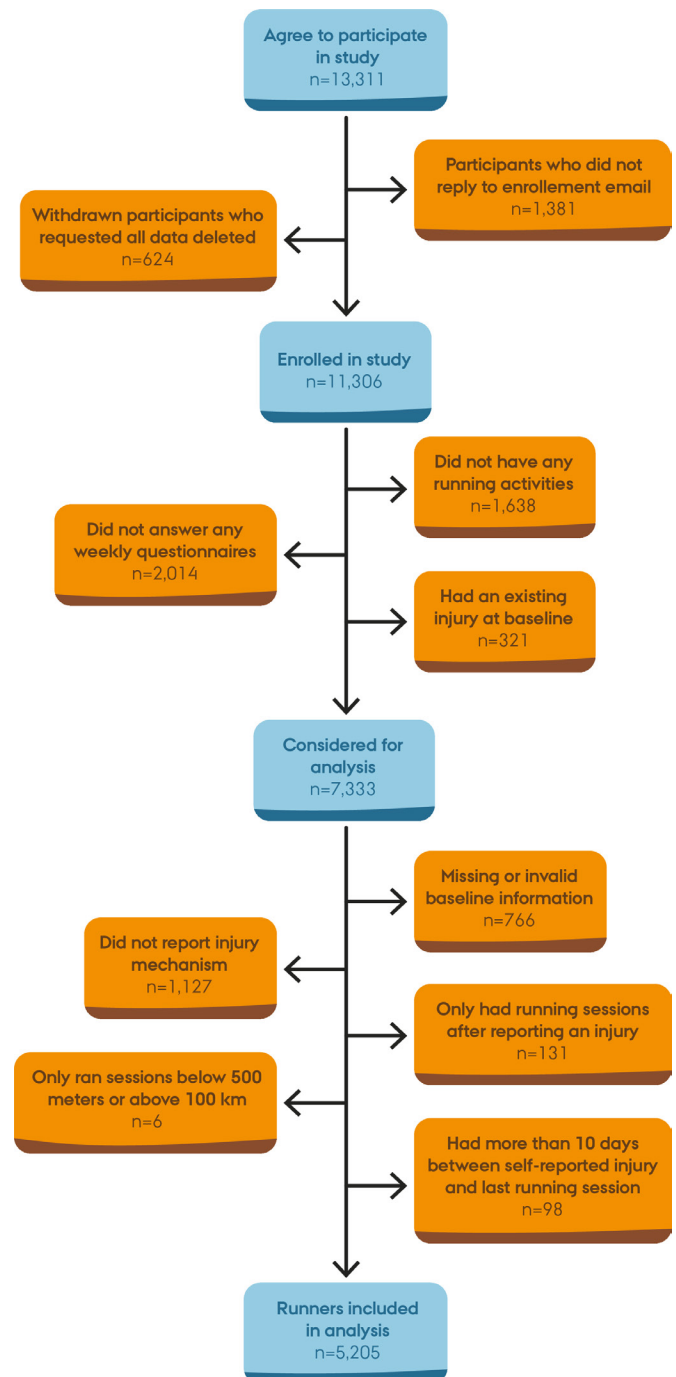 Agree to participate
in study
n=13,311
Participants who did not
reply to enrollement email
n=1,381
Withdrawn participants who
requested all data deleted
n=624
Enrolled in study
n=11,306
Did not have any
running activities
n=1,638
Did not answer any
weekly questionnaires
n=2,014
Had an existing
injury at baseline
n=321
Considered for
analysis
n=7,333
Missing or invalid
baseline information
n=766
Did not report injury
mechanism
n=1,127
Only had running sessions
after reporting an injury
n=131
Only ran sessions below 500
meters or above 100 km
n=6
Had more than 10 days
between self-reported injury
and last running session
n=98
Runners included
in analysis
n=5,205